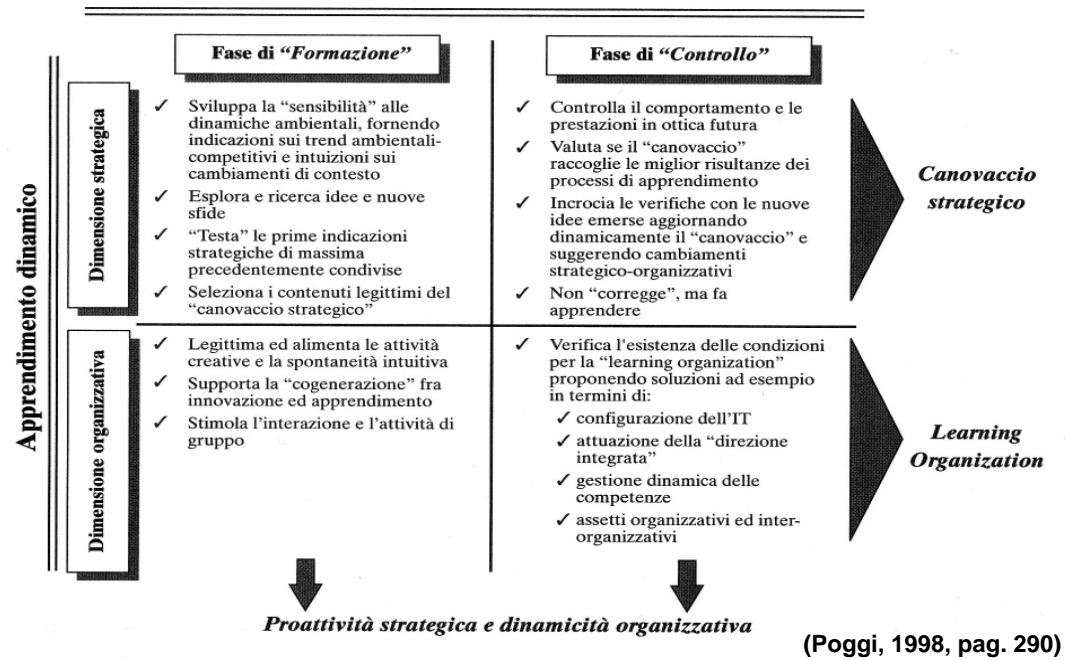 Fase di “Formazione”
Fase di “Controllo”
Apprendimento dinamico
Dimensione strategica
✓ Sviluppa la “sensibilità” alle
dinamiche ambientali, fornendo
indicazioni sui trend ambientali-
competitivi e intuizioni sui
cambiamenti di contesto
✓ Esplora e ricerca idee e nuove
sfide
✓ “Testa” le prime indicazioni
strategiche di massima
precedentemente condivise
✓ Seleziona i contenuti legittimi del
“canovaccio strategico”
✓ Controlla il comportamento e le
prestazioni in ottica futura
✓ Valuta se il “canovaccio”
raccoglie le miglior risultanze dei
processi di apprendimento
✓ Incrocia le verifiche con le nuove
idee emerse aggiornando
dinamicamente il “canovaccio” e
suggerendo cambiamenti
strategico-organizzativi
✓ Non “corregge”, ma fa
apprendere
Canovaccio
strategico
Dimensione organizzativa
✓ Legittima ed alimenta le attività
creative e la spontaneità intuitiva
✓ Supporta la “cogenerazione” fra
innovazione ed apprendimento
✓ Stimola l’interazione e l’attività di
gruppo
✓ Verifica l'esistenza delle condizioni
per la “learning organization”
proponendo soluzioni ad esempio
in termini di:
✓ configurazione dell’IT
✓ attuazione della “direzione
integrata”
✓ gestione dinamica delle
competenze
✓ assetti organizzativi ed inter-
organizzativi
Learning
Organization
Proattività strategica e dinamicità organizzativa
(Poggi, 1998, pag. 290)